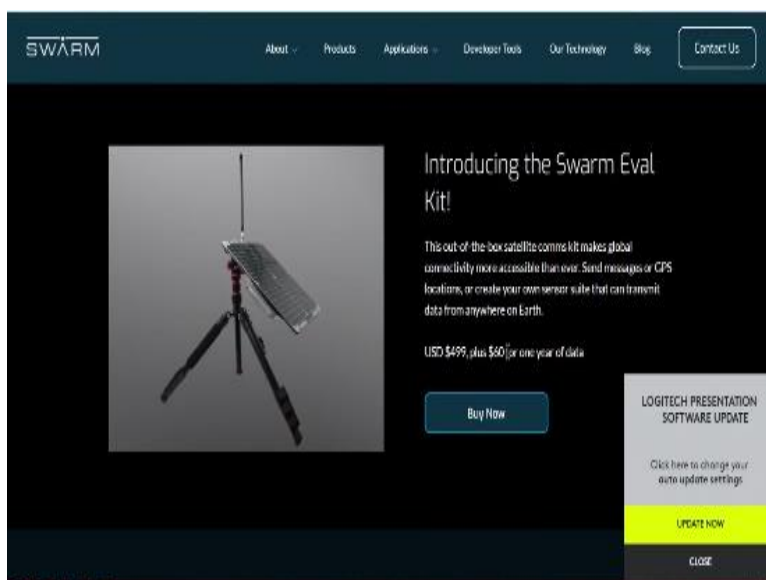 SWARM
About
Products
Applications
Developer Tools
Our Technology
Blog
Contact Us
Introducing the Swarm Eval
Kit!
This out-of-the-box satellite comms kit makes global
connectivity more accessible than ever. Send messages or GPS
locations, or create your own sensor suite that can transmit
data from anywhere on Earth.
USD $499, plus $60 for one year of data
Buy Now
LOGITECH PRESENTATION
SOFTWARE UPDATE
Click here to change your
auto update settings
UPDATE NOW
CLOSE